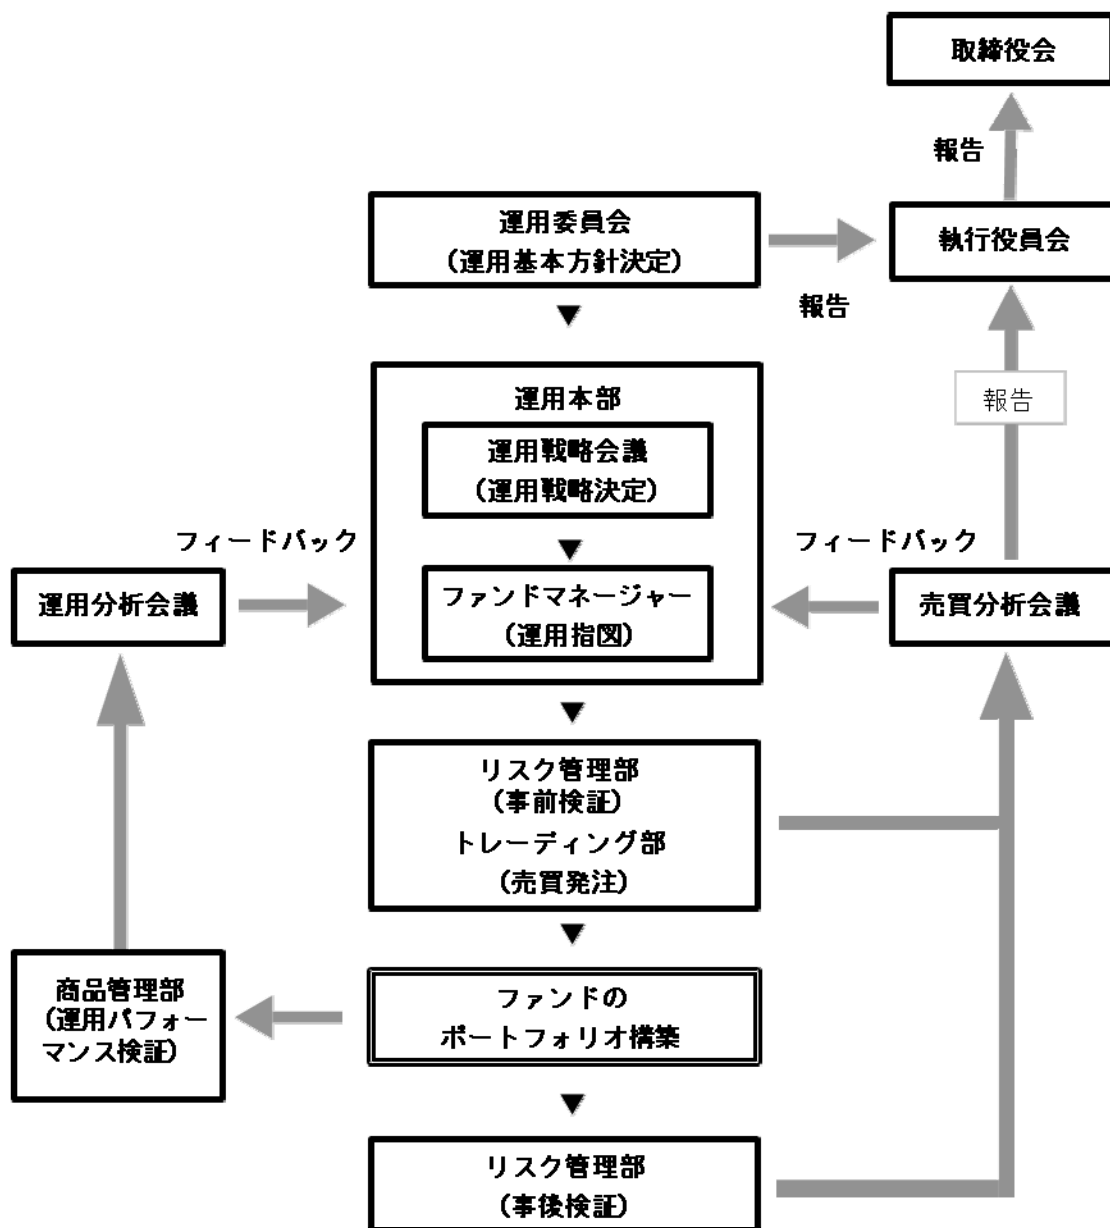 取締役会
報告
運用委員会
(運用基本方針決定)
執行役員会
報告
運用本部
報告
運用戦略会議
(運用戦略決定)
フィードバック
フィードバック
運用分析会議
ファンドマネージャー
(運用指図)
売買分析会議
リスク管理部
(事前検証)
トレーディング部
(売買発注)
商品管理部
(運用パフォー
マンス検証)
ファンドの
ポートフォリオ構築
リスク管理部
(事後検証)